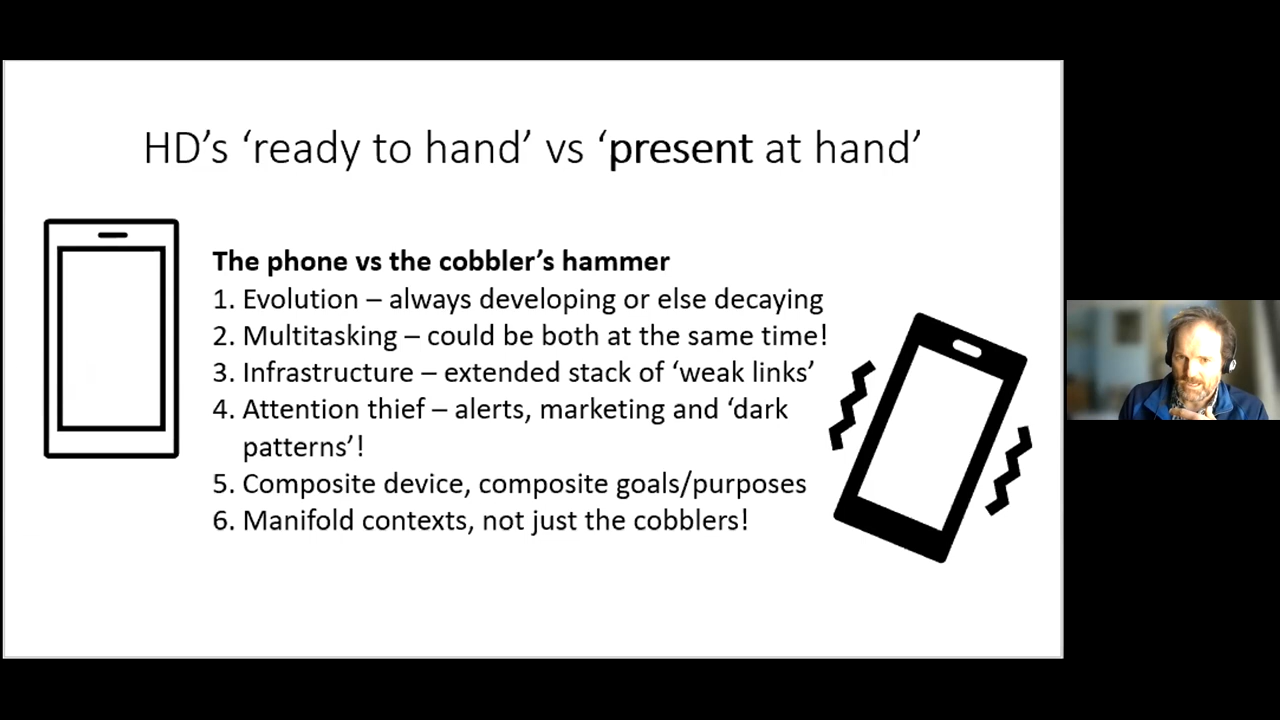 HD’s ‘ready to hand’ vs ‘present at hand’
The phone vs the cobbler’s hammer
1. Evolution – always developing or else decaying
2. Multitasking – could be both at the same time!
3. Infrastructure – extended stack of ‘weak links’
4. Attention thief – alerts, marketing and ‘dark
patterns’!
5. Composite device, composite goals/purposes
6. Manifold contexts, not just the cobblers!